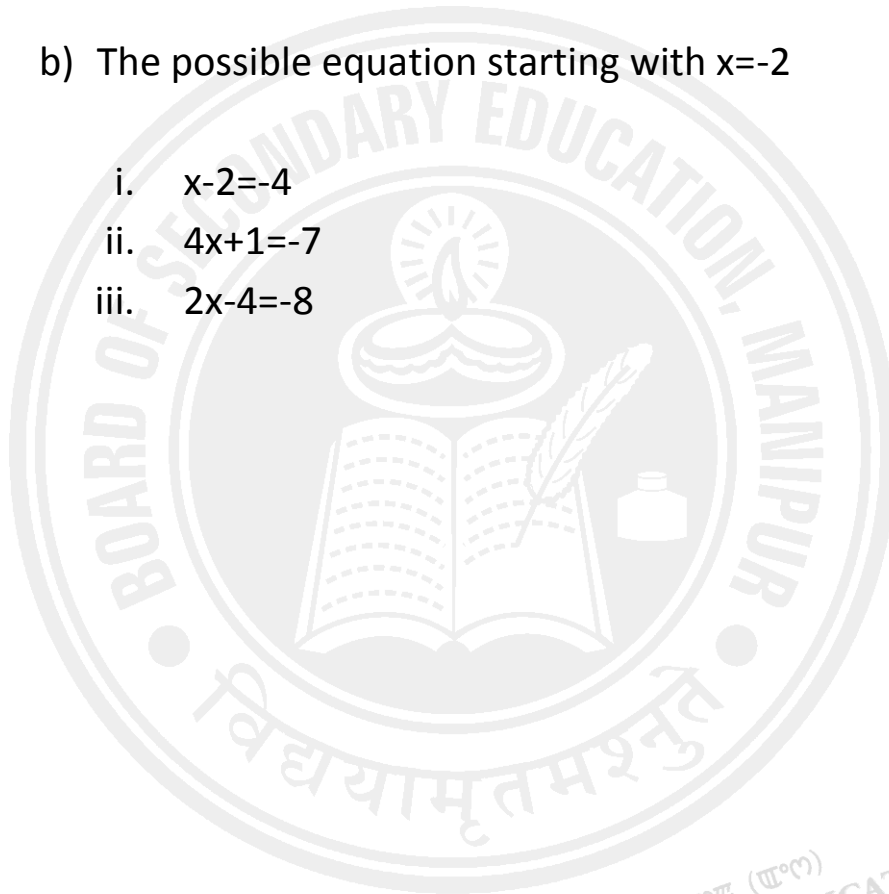 b) The possible equation starting with x=-2
i. x-2=-4
ii. 4x+1=-7
iii. 2x-4=-8
BOARD OF SECONDARY EDUCATION, MANIPUR
विद्ययामृतमश्नुते